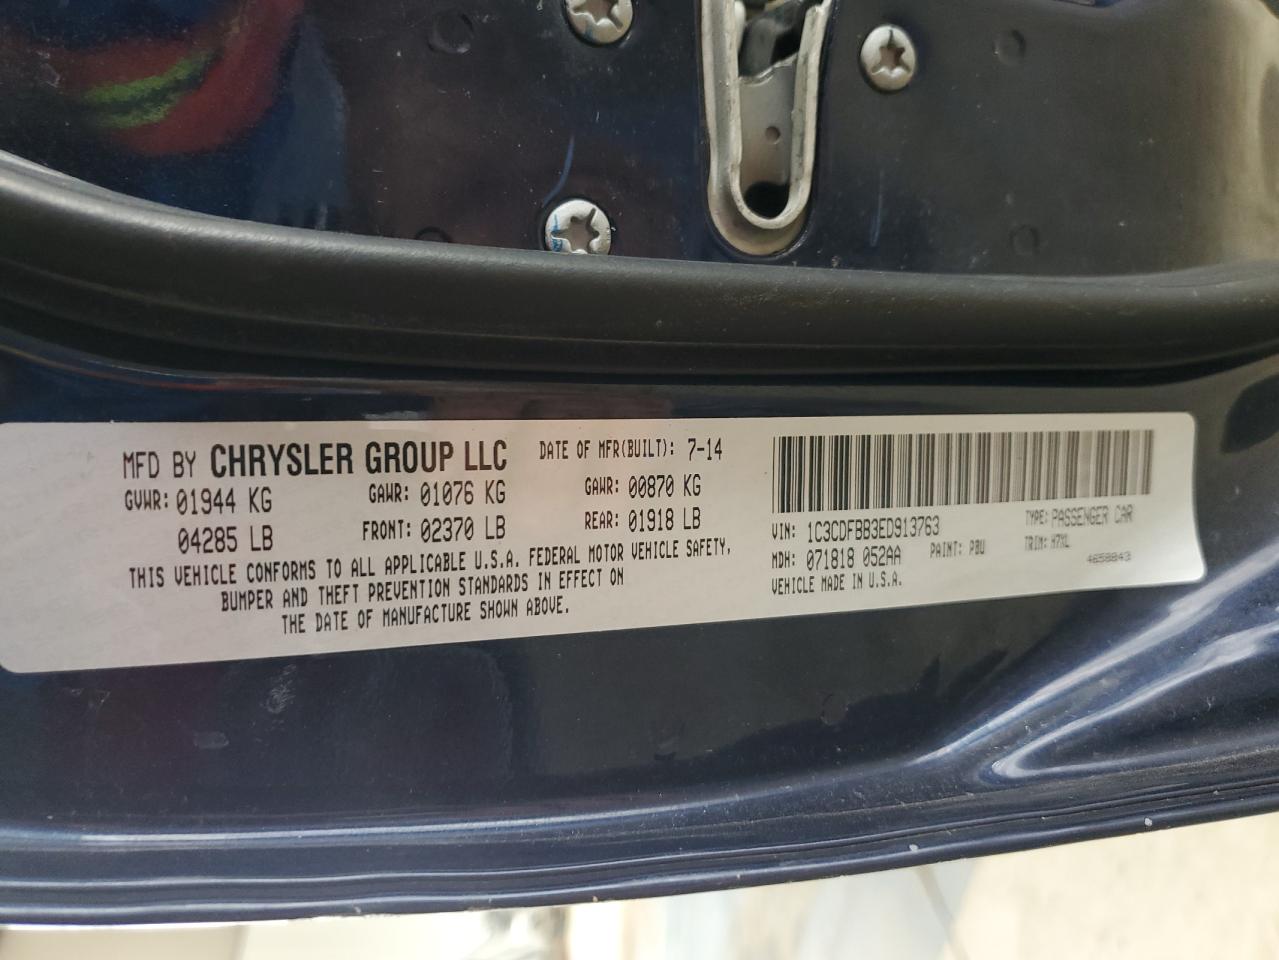 MFD BY CHRYSLER GROUP LLC DATE OF MFR(BUILT): 7-14
GVWR: 01944 KG GAWR: 01076 KG GAWR: 00870 KG
04285 LB FRONT: 02370 LB REAR: 01918 LB
THIS VEHICLE CONFORMS TO ALL APPLICABLE U.S.A. FEDERAL MOTOR VEHICLE SAFETY,
BUMPER AND THEFT PREVENTION STANDARDS IN EFFECT ON
THE DATE OF MANUFACTURE SHOWN ABOVE.
VIN: 1C3CDFBB3ED913763 TYPE: PASSENGER CAR
MDH: 071818 052AA PAINT: PBU TRIM: H7XL
VEHICLE MADE IN U.S.A. 4658843